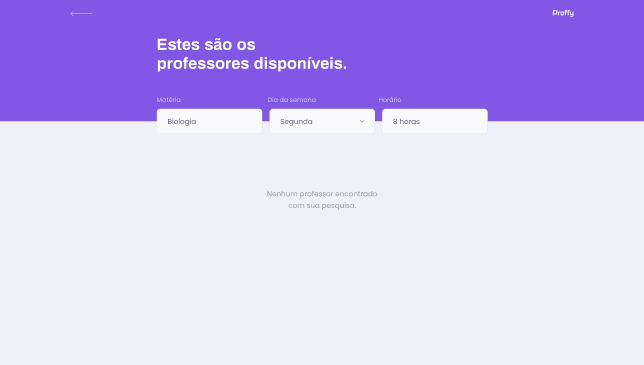 Proffy
Estes são os
professores disponíveis.
Matéria
Dia da semana
Horário
Biologia
Segunda
8 horas
Nenhum professor encontrado
com sua pesquisa.